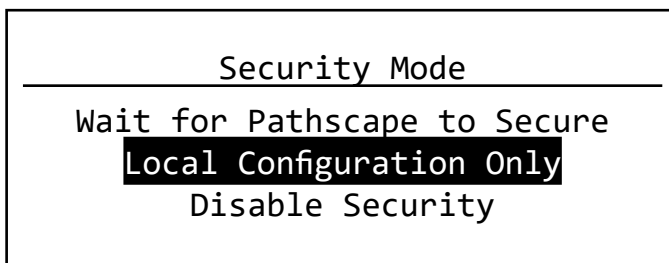 Security Mode
Wait for Pathscape to Secure
Local Configuration Only
Disable Security